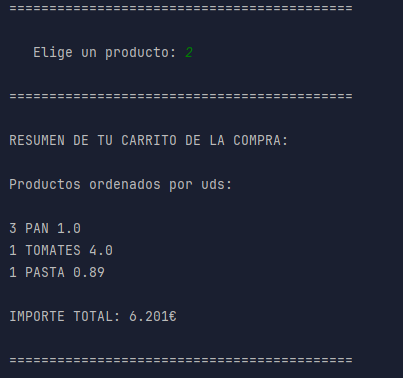 ===========================================
Elige un producto: 2
===========================================
RESUMEN DE TU CARRITO DE LA COMPRA:
Productos ordenados por uds:
3 PAN 1.0
1 TOMATES 4.0
1 PASTA 0.89
IMPORTE TOTAL: 6.201€
===========================================